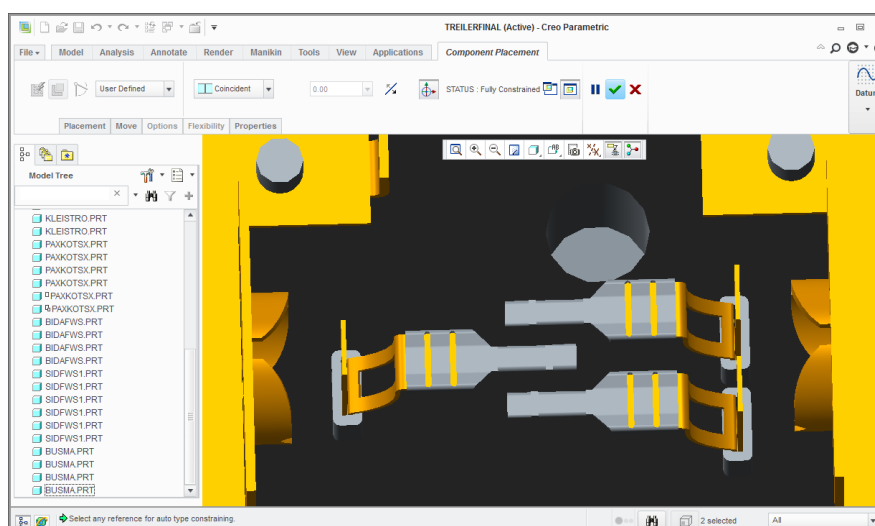 TREILERFINAL (Active) - Creo Parametric
File Model Analysis Annotate Render Manikin Tools View Applications Component Placement
User Defined Coincident 0.00 STATUS : Fully Constrained
Datum
Placement Move Options Flexibility Properties
Model Tree
KLEISTRO.PRT
KLEISTRO.PRT
PAXKOTSX.PRT
PAXKOTSX.PRT
PAXKOTSX.PRT
PAXKOTSX.PRT
PAXKOTSX.PRT
PAXKOTSX.PRT
BIDAFWS.PRT
BIDAFWS.PRT
BIDAFWS.PRT
BIDAFWS.PRT
SIDFWS1.PRT
SIDFWS1.PRT
SIDFWS1.PRT
SIDFWS1.PRT
SIDFWS1.PRT
SIDFWS1.PRT
BUSMA.PRT
BUSMA.PRT
BUSMA.PRT
BUSMA.PRT
Select any reference for auto type constraining.
2 selected All